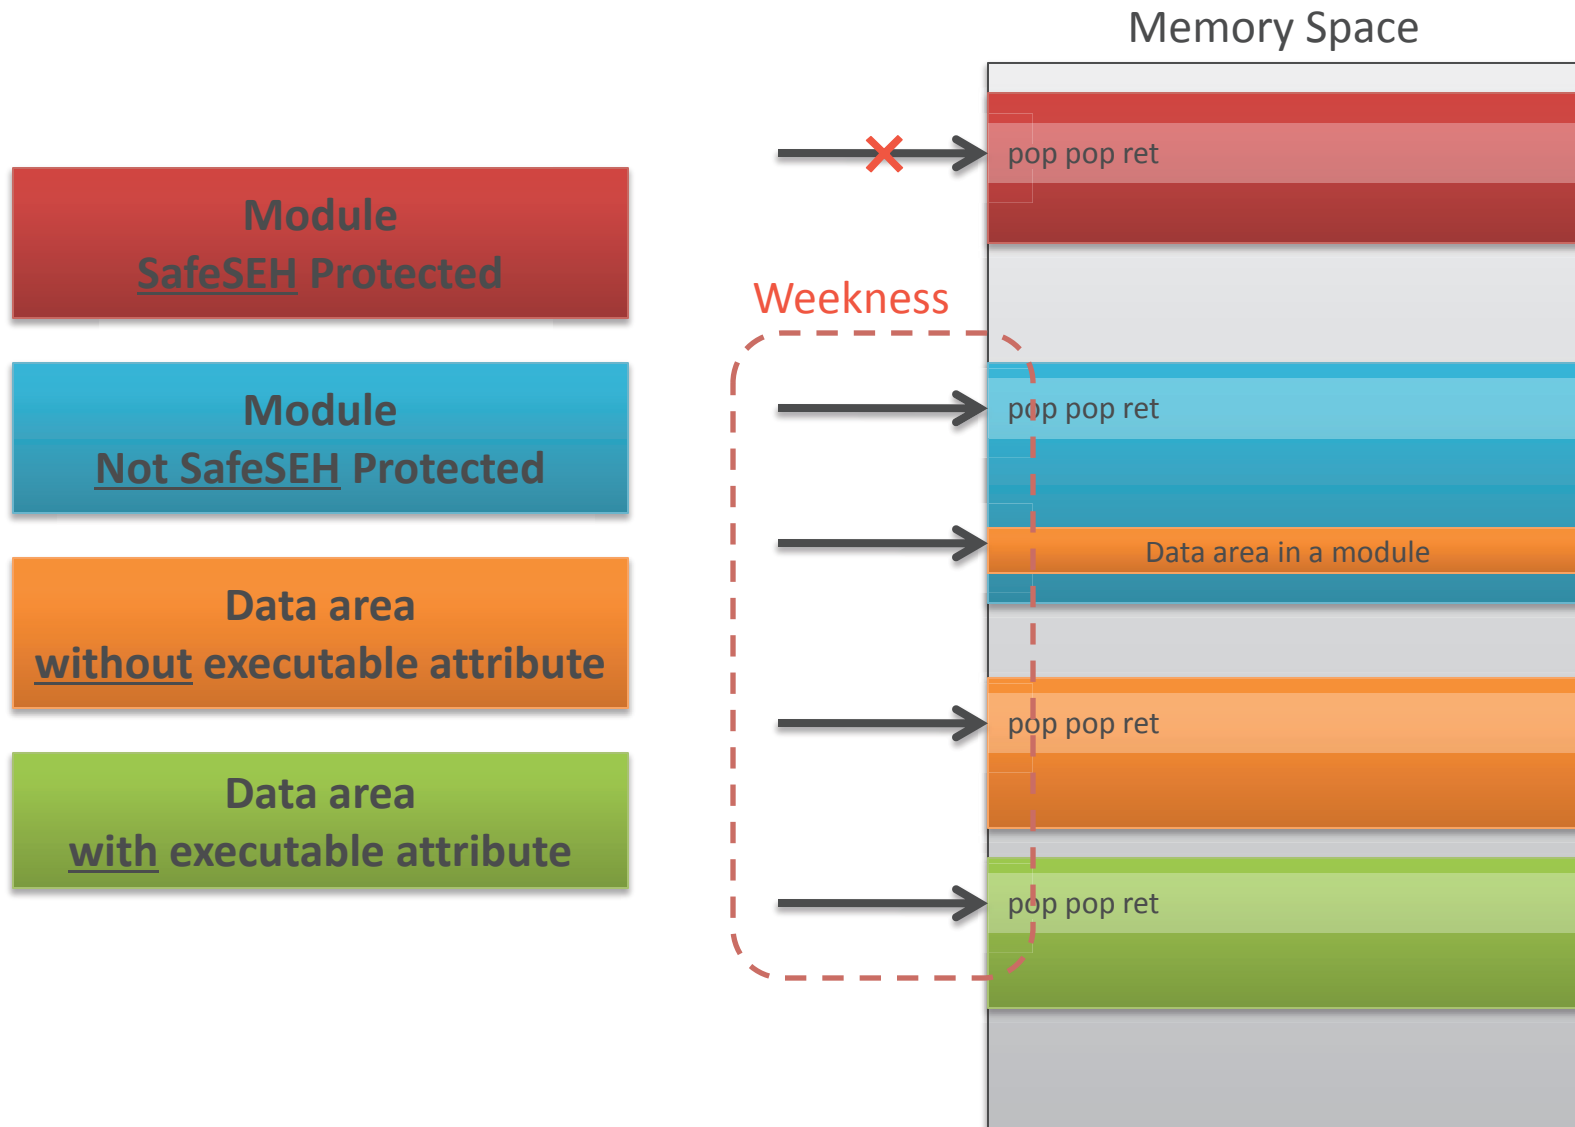 Memory Space
pop pop ret
Module
SafeSEH Protected
Weekness
Module
Not SafeSEH Protected
pop pop ret
Data area in a module
Data area
without executable attribute
pop pop ret
Data area
with executable attribute
pop pop ret